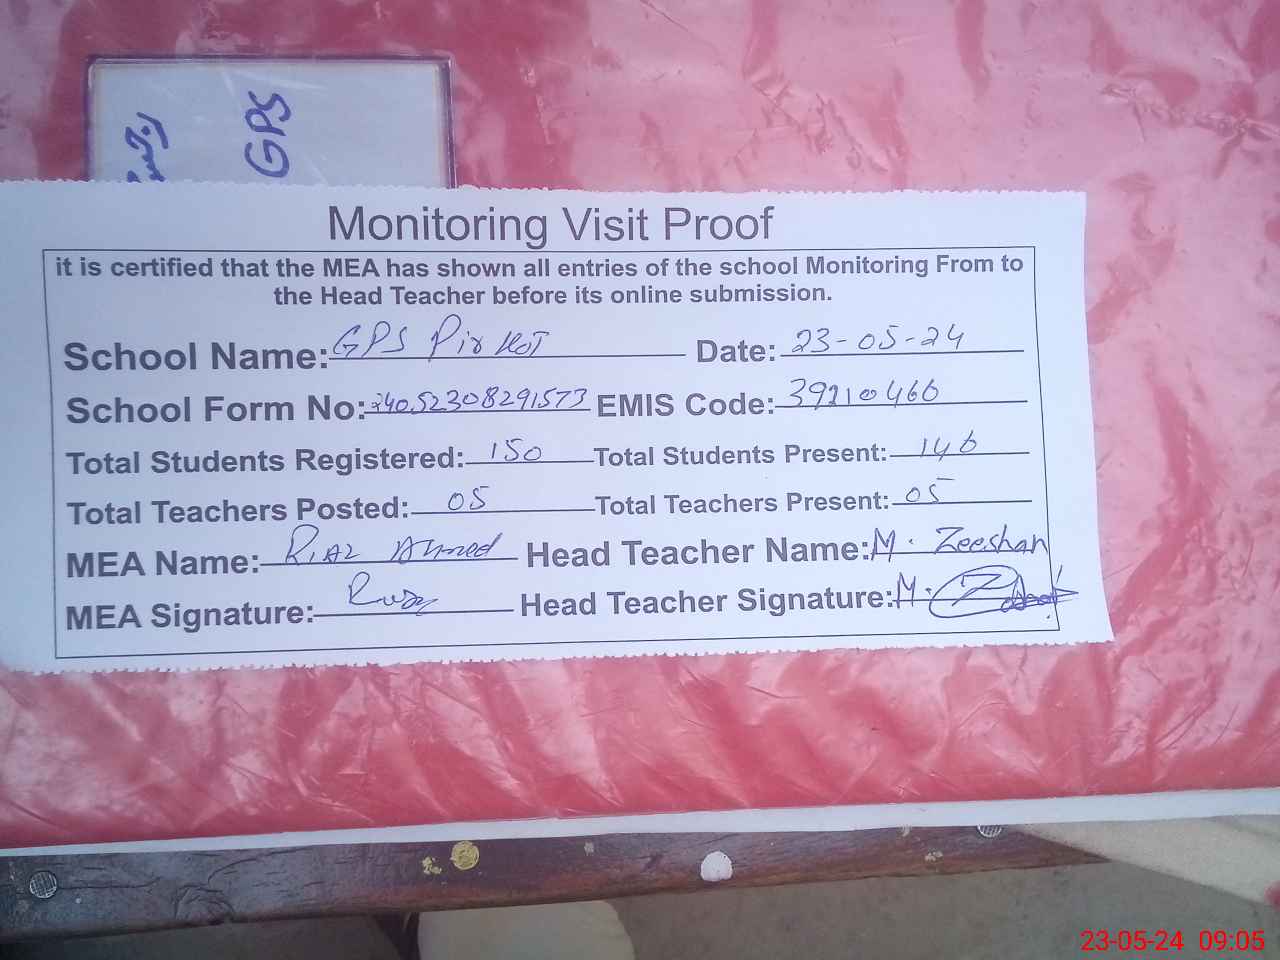 GPS
Monitoring Visit Proof
it is certified that the MEA has shown all entries of the school Monitoring From to
the Head Teacher before its online submission.
School Name: GPS Pir Kot Date: 23-05-24
School Form No: 34052308291573 EMIS Code: 39210466
Total Students Registered: 150 Total Students Present: 146
Total Teachers Posted: 05 Total Teachers Present: 05
MEA Name: Riaz Ahmed Head Teacher Name: M. Zeeshan
MEA Signature: Head Teacher Signature: M.
23-05-24 09:05